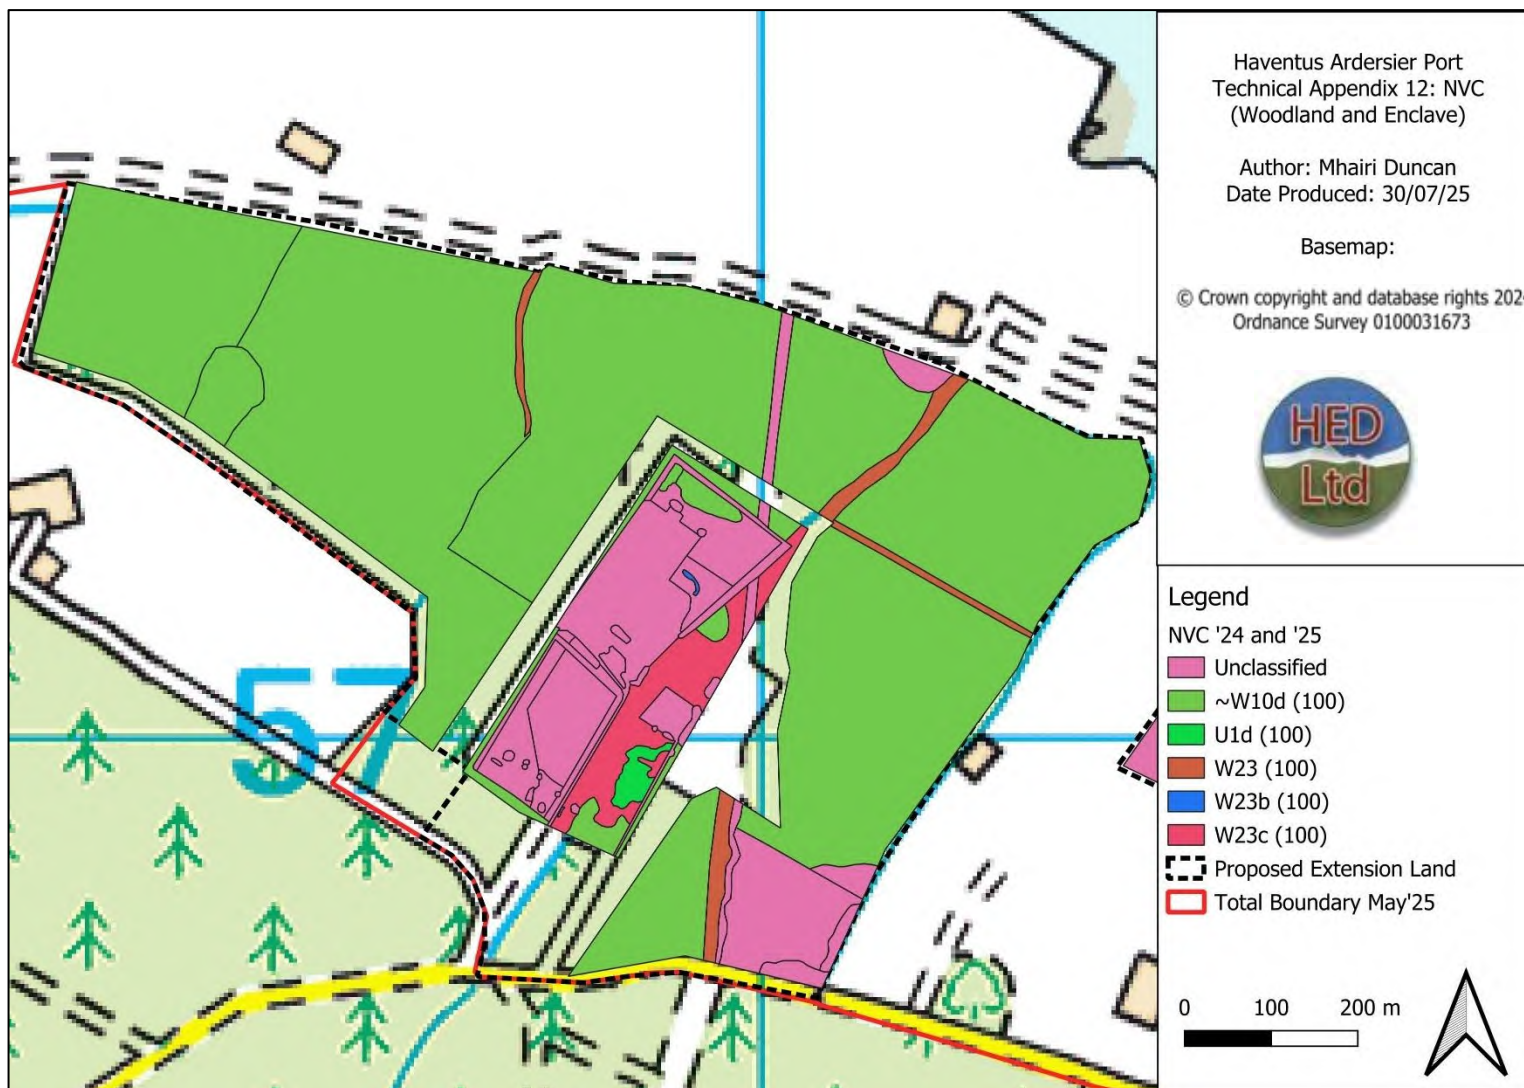 Haventus Ardersier Port
Technical Appendix 12: NVC
(Woodland and Enclave)
Author: Mhairi Duncan
Date Produced: 30/07/25
Basemap:
© Crown copyright and database rights 202
Ordnance Survey 0100031673
HED
Ltd
Legend
NVC '24 and '25
Unclassified
~W10d (100)
U1d (100)
W23 (100)
W23b (100)
W23c (100)
Proposed Extension Land
Total Boundary May'25
0 100 200 m
57